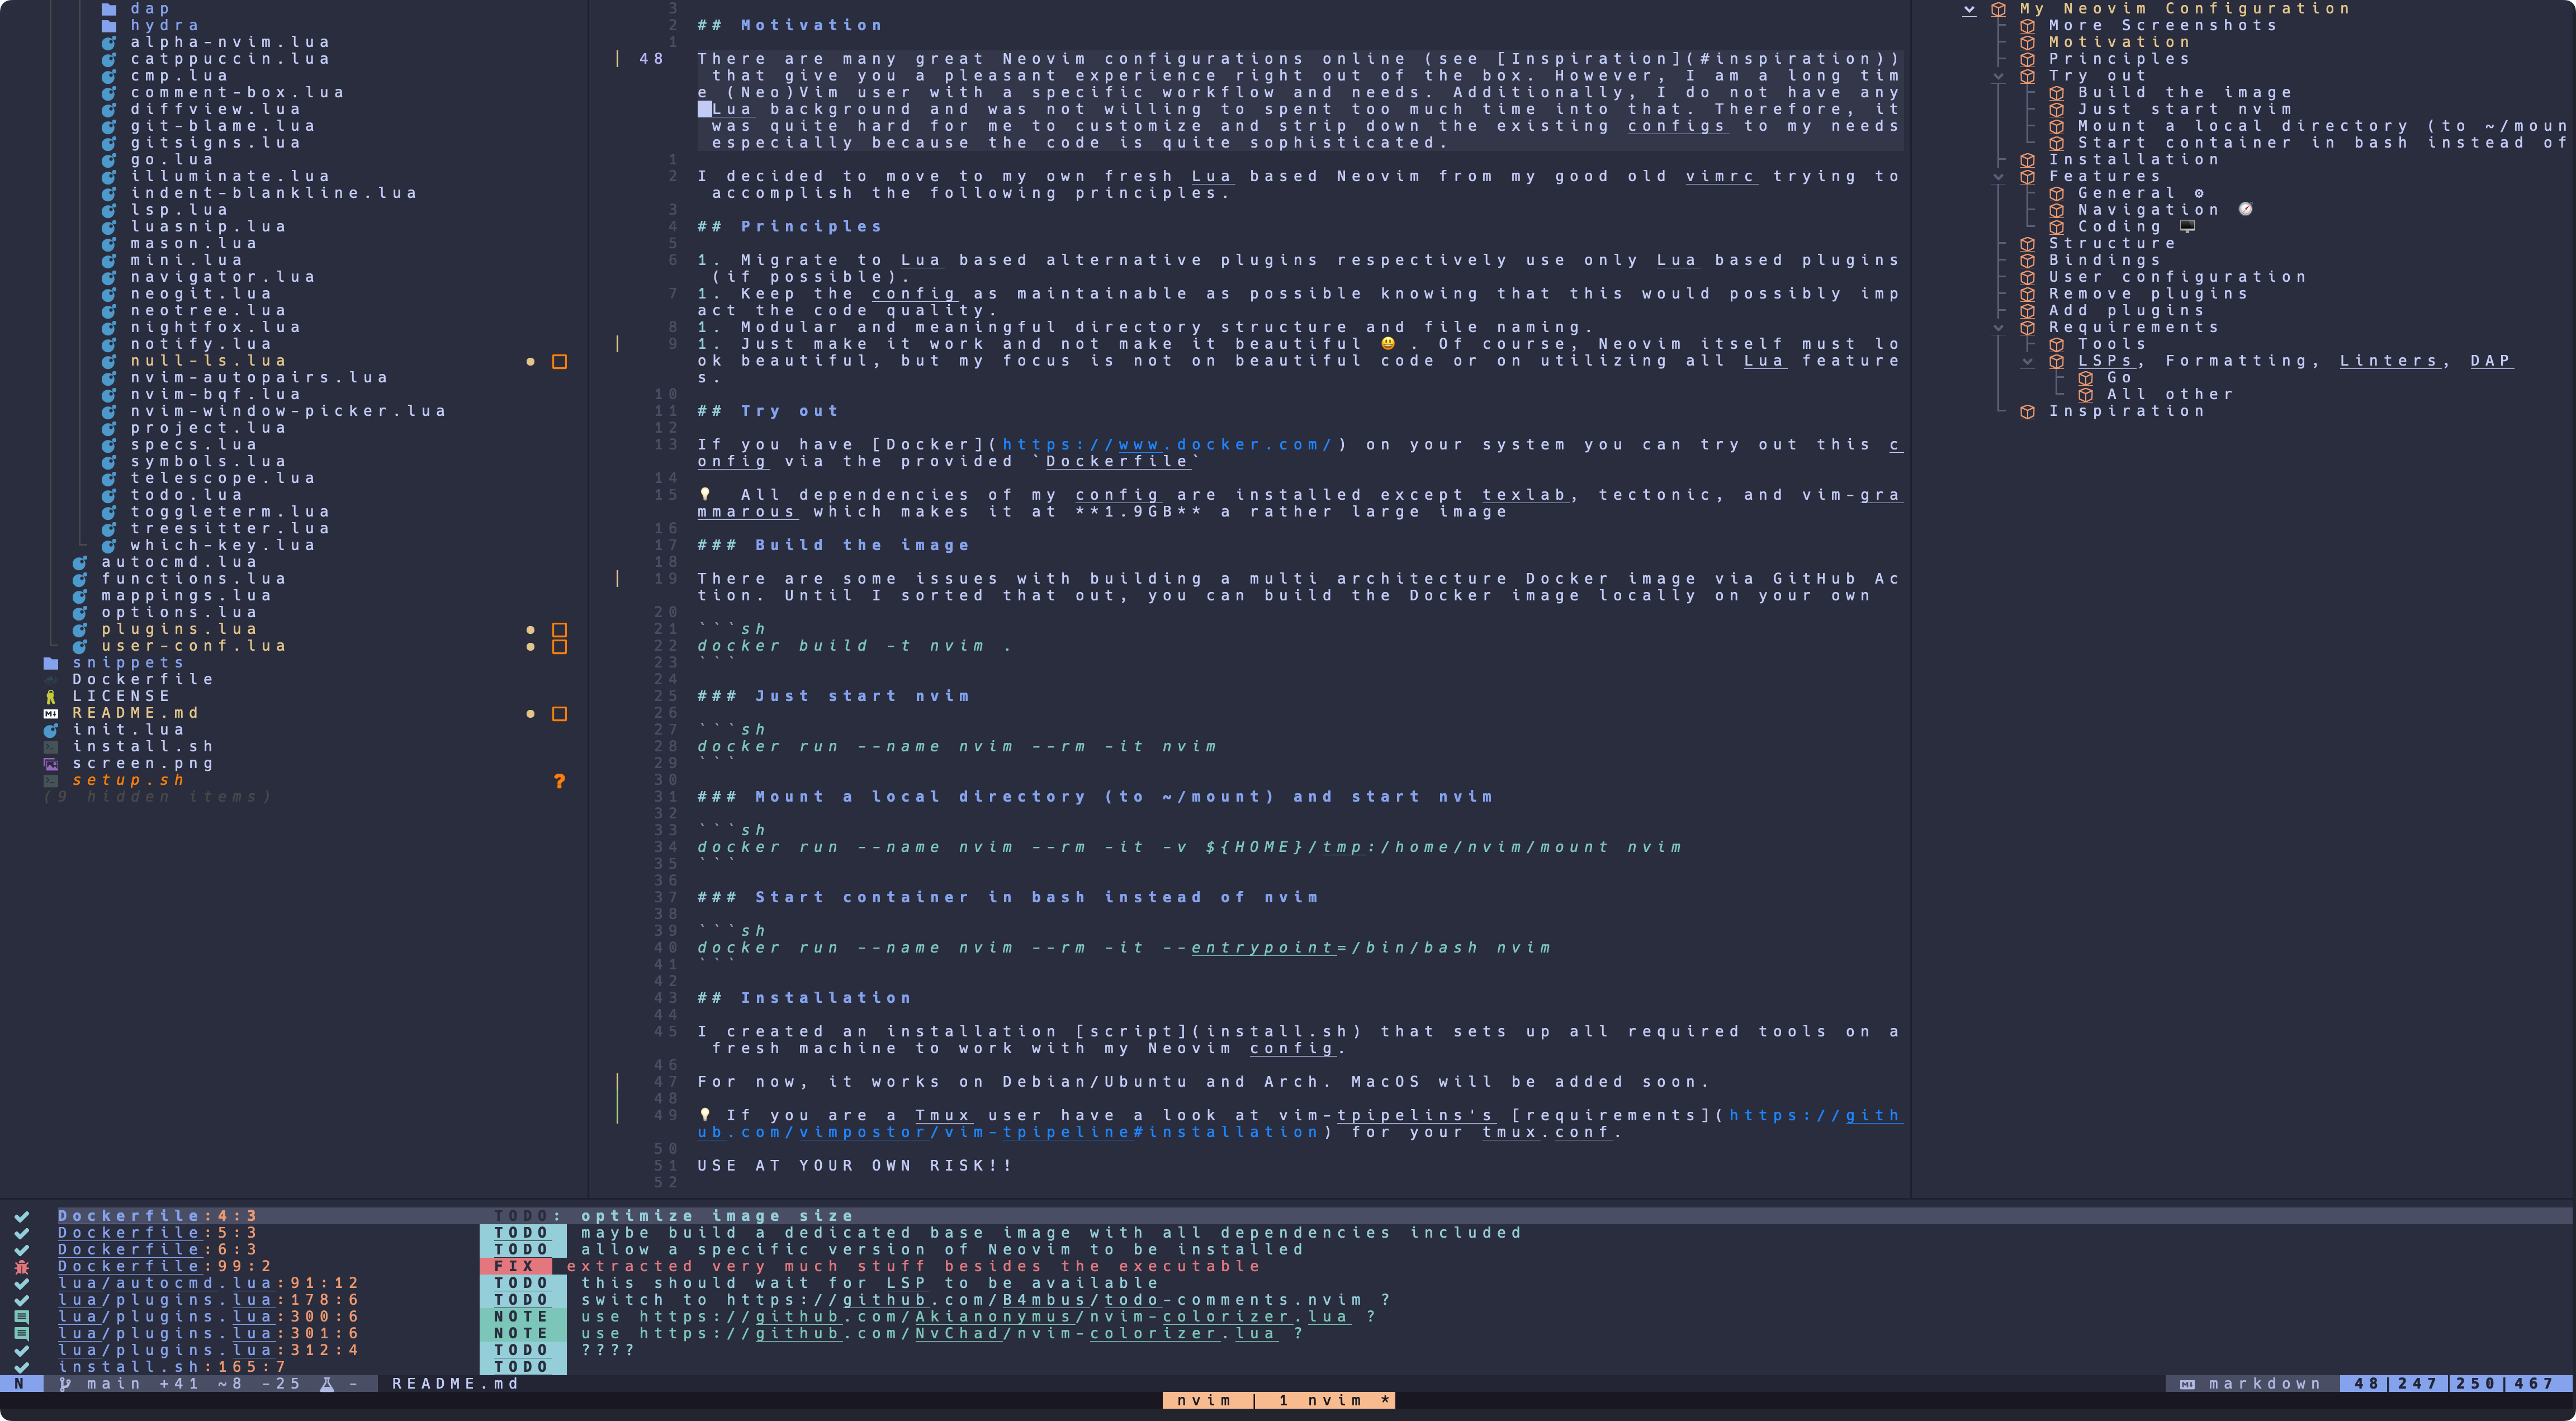 dap
hydra
alpha-nvim.lua
catppuccin.lua
cmp.lua
comment-box.lua
diffview.lua
git-blame.lua
gitsigns.lua
go.lua
illuminate.lua
indent-blankline.lua
lsp.lua
luasnip.lua
mason.lua
mini.lua
navigator.lua
neogit.lua
neotree.lua
nightfox.lua
notify.lua
null-ls.lua
nvim-autopairs.lua
nvim-bqf.lua
nvim-window-picker.lua
project.lua
specs.lua
symbols.lua
telescope.lua
todo.lua
toggleterm.lua
treesitter.lua
which-key.lua
autocmd.lua
functions.lua
mappings.lua
options.lua
plugins.lua
user-conf.lua
snippets
Dockerfile
LICENSE
README.md
init.lua
install.sh
screen.png
setup.sh ?
(9 hidden items)
3
2 ## Motivation
1
48 There are many great Neovim configurations online (see [Inspiration](#inspiration))
that give you a pleasant experience right out of the box. However, I am a long tim
e (Neo)Vim user with a specific workflow and needs. Additionally, I do not have any
Lua background and was not willing to spent too much time into that. Therefore, it
was quite hard for me to customize and strip down the existing configs to my needs
especially because the code is quite sophisticated.
1
2 I decided to move to my own fresh Lua based Neovim from my good old vimrc trying to
accomplish the following principles.
3
4 ## Principles
5
6 1. Migrate to Lua based alternative plugins respectively use only Lua based plugins
(if possible).
7 1. Keep the config as maintainable as possible knowing that this would possibly imp
act the code quality.
8 1. Modular and meaningful directory structure and file naming.
9 1. Just make it work and not make it beautiful 😃 . Of course, Neovim itself must lo
ok beautiful, but my focus is not on beautiful code or on utilizing all Lua feature
s.
10
11 ## Try out
12
13 If you have [Docker](https://www.docker.com/) on your system you can try out this c
onfig via the provided `Dockerfile`
14
15 💡 All dependencies of my config are installed except texlab, tectonic, and vim-gra
mmarous which makes it at **1.9GB** a rather large image
16
17 ### Build the image
18
19 There are some issues with building a multi architecture Docker image via GitHub Ac
tion. Until I sorted that out, you can build the Docker image locally on your own
20
21 ```sh
22 docker build -t nvim .
23 ```
24
25 ### Just start nvim
26
27 ```sh
28 docker run --name nvim --rm -it nvim
29 ```
30
31 ### Mount a local directory (to ~/mount) and start nvim
32
33 ```sh
34 docker run --name nvim --rm -it -v ${HOME}/tmp:/home/nvim/mount nvim
35 ```
36
37 ### Start container in bash instead of nvim
38
39 ```sh
40 docker run --name nvim --rm -it --entrypoint=/bin/bash nvim
41 ```
42
43 ## Installation
44
45 I created an installation [script](install.sh) that sets up all required tools on a
fresh machine to work with my Neovim config.
46
47 For now, it works on Debian/Ubuntu and Arch. MacOS will be added soon.
48
49 💡 If you are a Tmux user have a look at vim-tpipelins's [requirements](https://gith
ub.com/vimpostor/vim-tpipeline#installation) for your tmux.conf.
50
51 USE AT YOUR OWN RISK!!
52
My Neovim Configuration
More Screenshots
Motivation
Principles
Try out
Build the image
Just start nvim
Mount a local directory (to ~/moun
Start container in bash instead of
Installation
Features
General ⚙
Navigation 🧭
Coding 🖥
Structure
Bindings
User configuration
Remove plugins
Add plugins
Requirements
Tools
LSPs, Formatting, Linters, DAP
Go
All other
Inspiration
Dockerfile:4:3 TODO: optimize image size
Dockerfile:5:3 TODO maybe build a dedicated base image with all dependencies included
Dockerfile:6:3 TODO allow a specific version of Neovim to be installed
Dockerfile:99:2 FIX extracted very much stuff besides the executable
lua/autocmd.lua:91:12 TODO this should wait for LSP to be available
lua/plugins.lua:178:6 TODO switch to https://github.com/B4mbus/todo-comments.nvim ?
lua/plugins.lua:300:6 NOTE use https://github.com/Akianonymus/nvim-colorizer.lua ?
lua/plugins.lua:301:6 NOTE use https://github.com/NvChad/nvim-colorizer.lua ?
lua/plugins.lua:312:4 TODO ????
install.sh:165:7 TODO
N main +41 ~8 -25 - README.md markdown 48|247|250|467
nvim | 1 nvim *